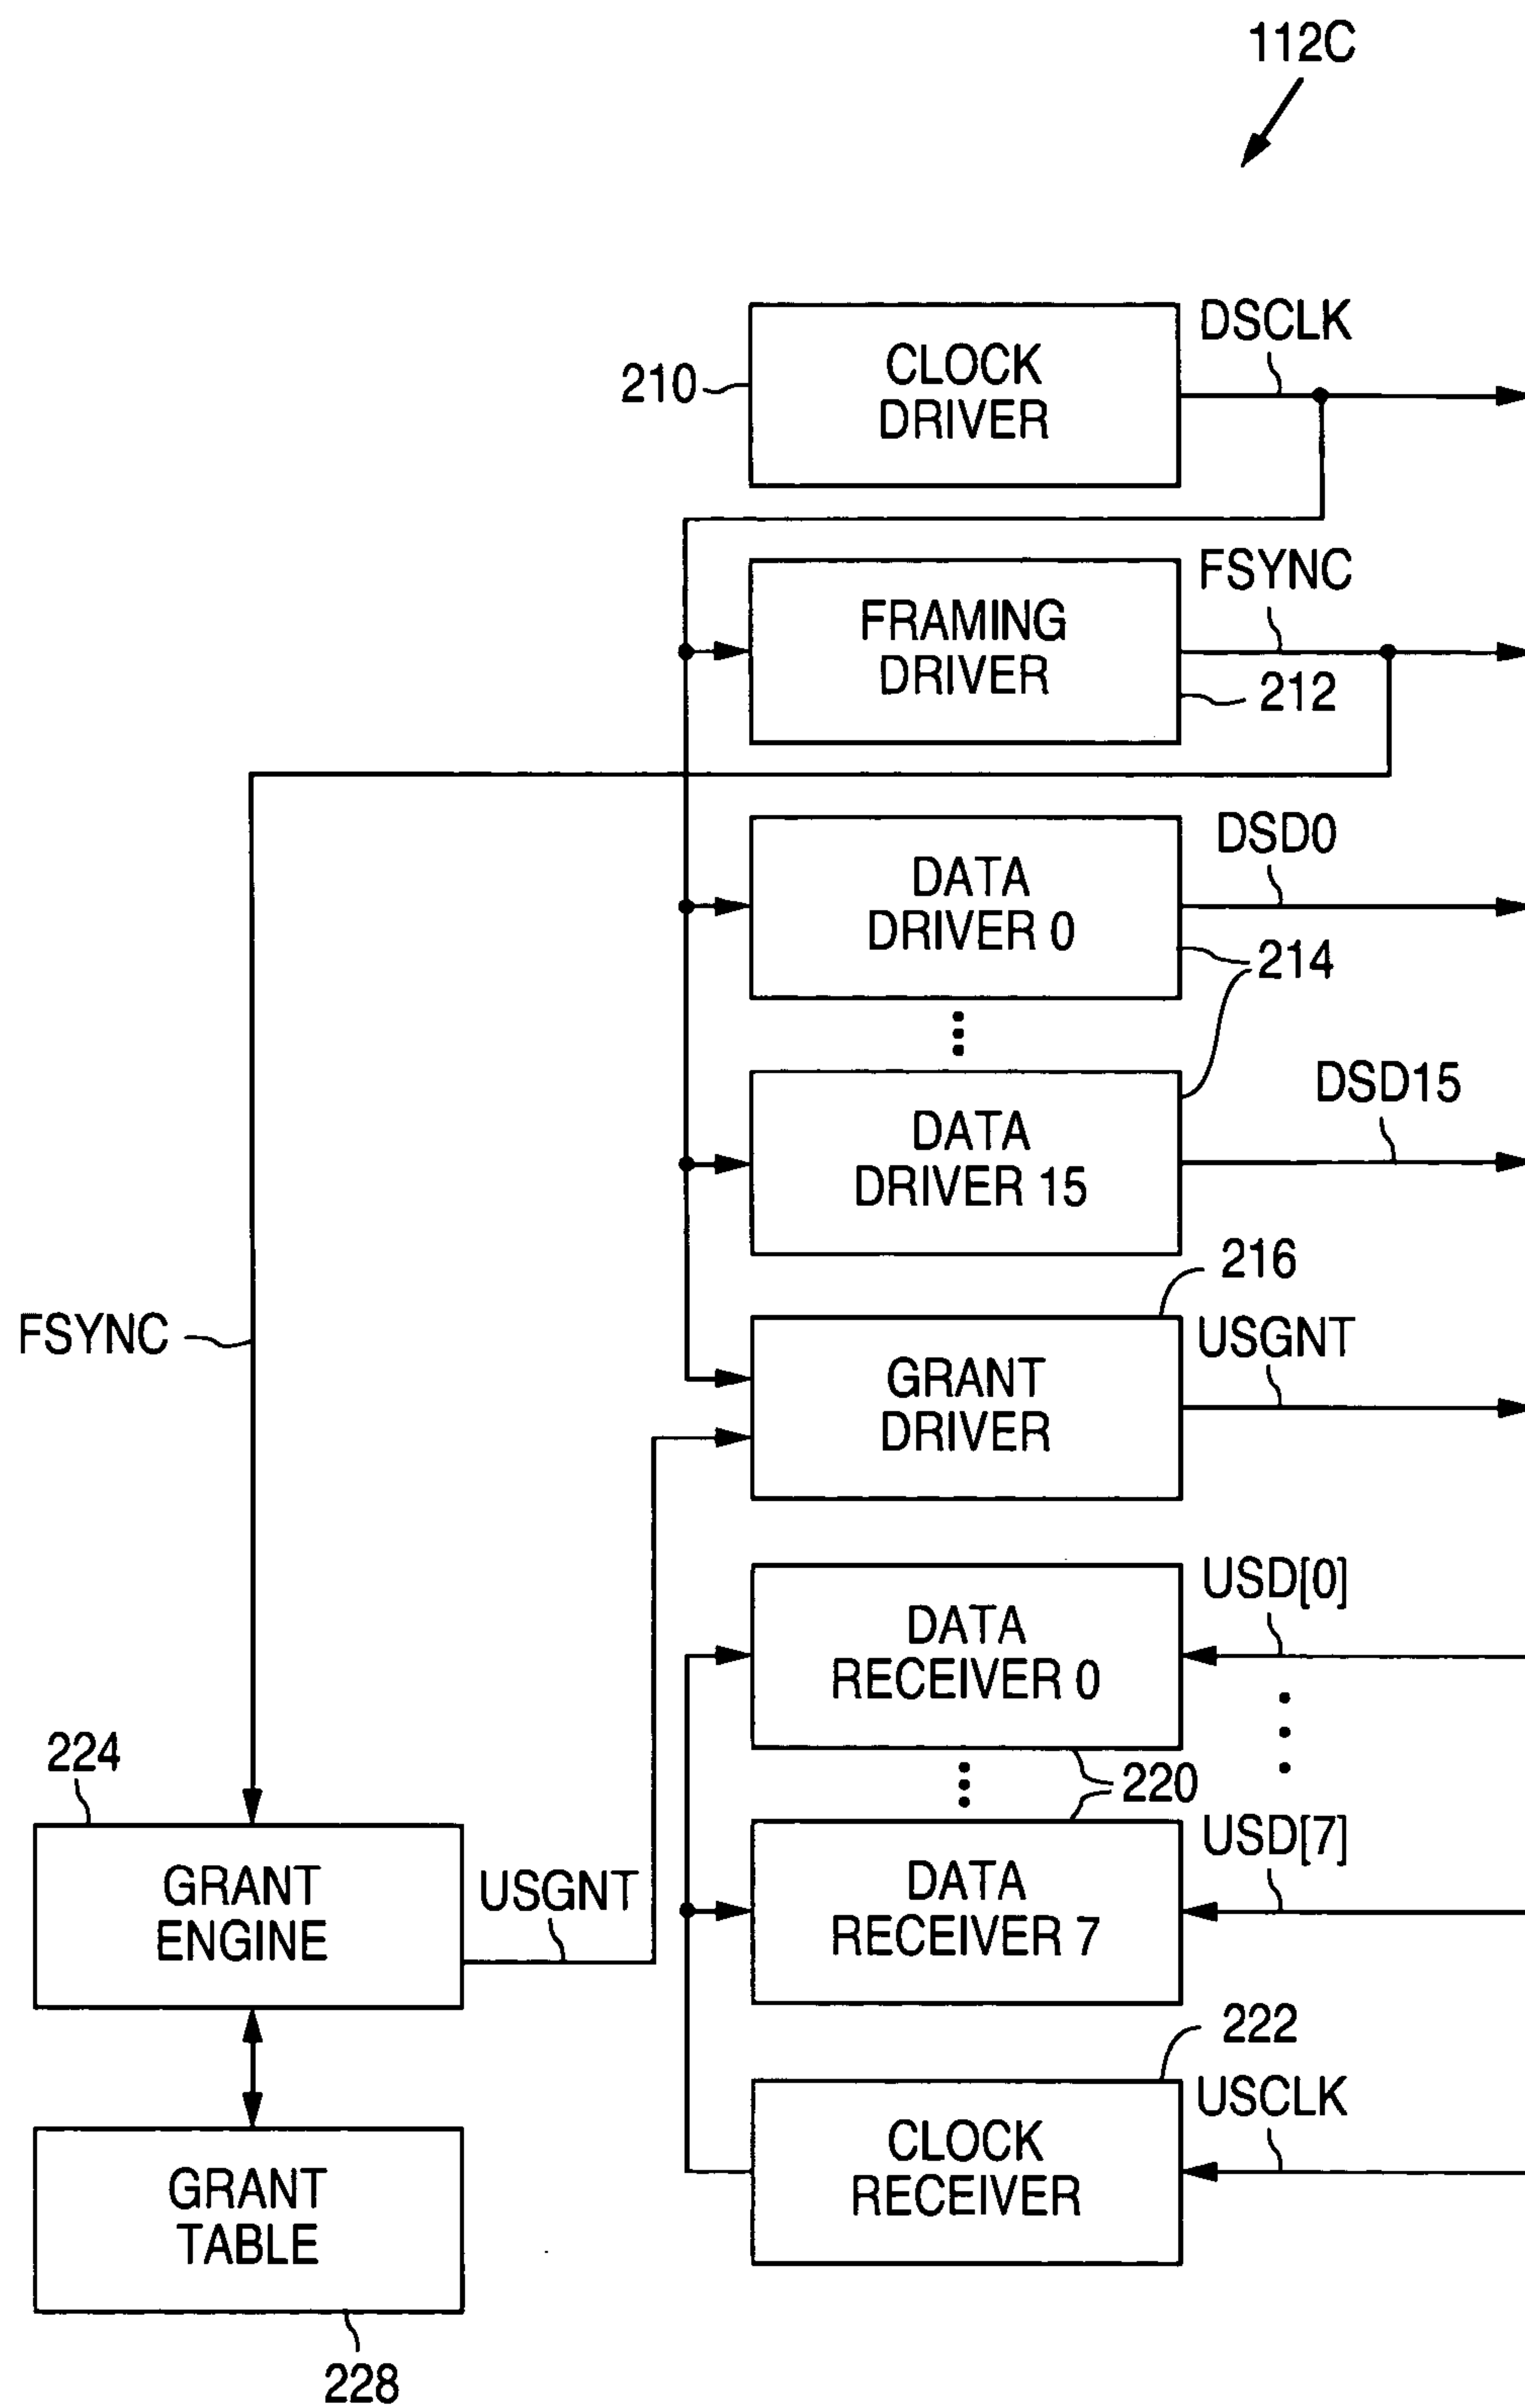 112C
DSCLK
210
CLOCK
DRIVER
FSYNC
FRAMING
DRIVER
212
DSD0
DATA
DRIVER 0
214
DSD15
DATA
DRIVER 15
216
FSYNC
USGNT
GRANT
DRIVER
USD[0]
DATA
RECEIVER 0
224
220
USD[7]
GRANT
ENGINE
USGNT
DATA
RECEIVER 7
222
USCLK
CLOCK
RECEIVER
GRANT
TABLE
228